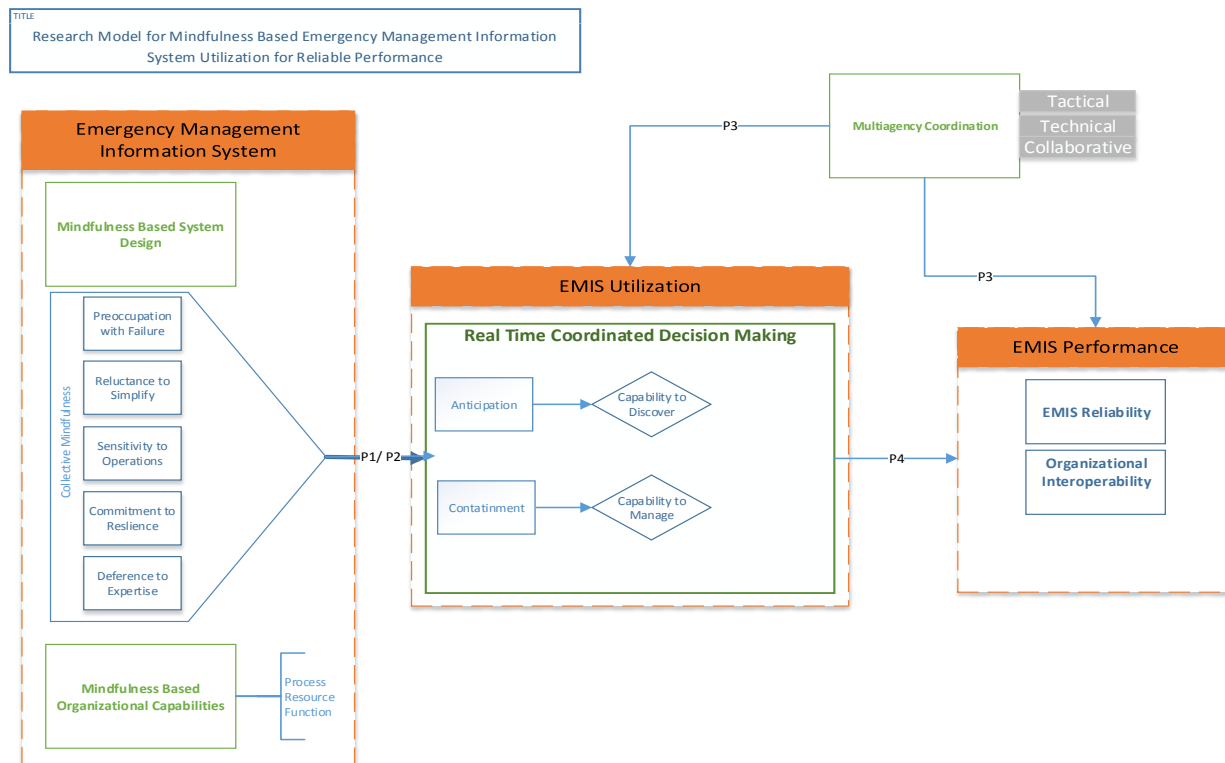 TITLE
Research Model for Mindfulness Based Emergency Management Information
System Utilization for Reliable Performance
Emergency Management
Information System
Mindfulness Based System
Design
Collective Mindfulness
Preoccupation
with Failure
Reluctance to
Simplify
Sensitivity to
Operations
Commitment to
Reslience
Deference to
Expertise
Mindfulness Based
Organizational Capabilities
Process
Resource
Function
P1/ P2
P3
Multiagency Coordination
Tactical
Technical
Collaborative
P3
EMIS Utilization
Real Time Coordinated Decision Making
Anticipation
Capability to
Discover
Contatinment
Capability to
Manage
P4
EMIS Performance
EMIS Reliability
Organizational
Interoperability